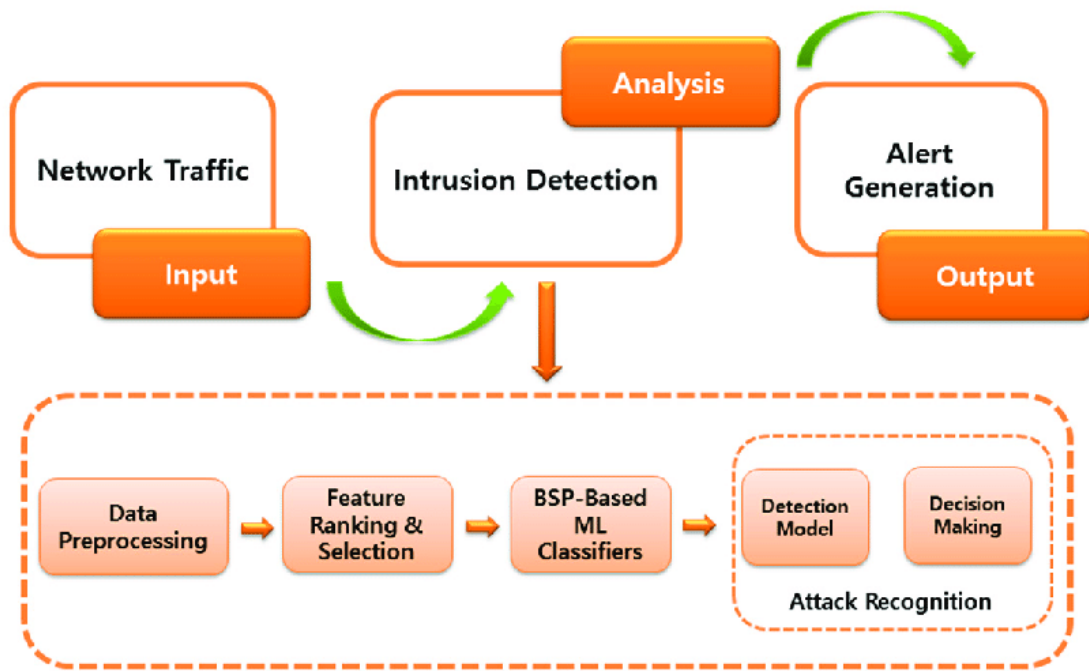 Network Traffic
Input
Intrusion Detection
Analysis
Alert
Generation
Output
Data
Preprocessing
Feature
Ranking &
Selection
BSP-Based
ML
Classifiers
Detection
Model
Decision
Making
Attack Recognition